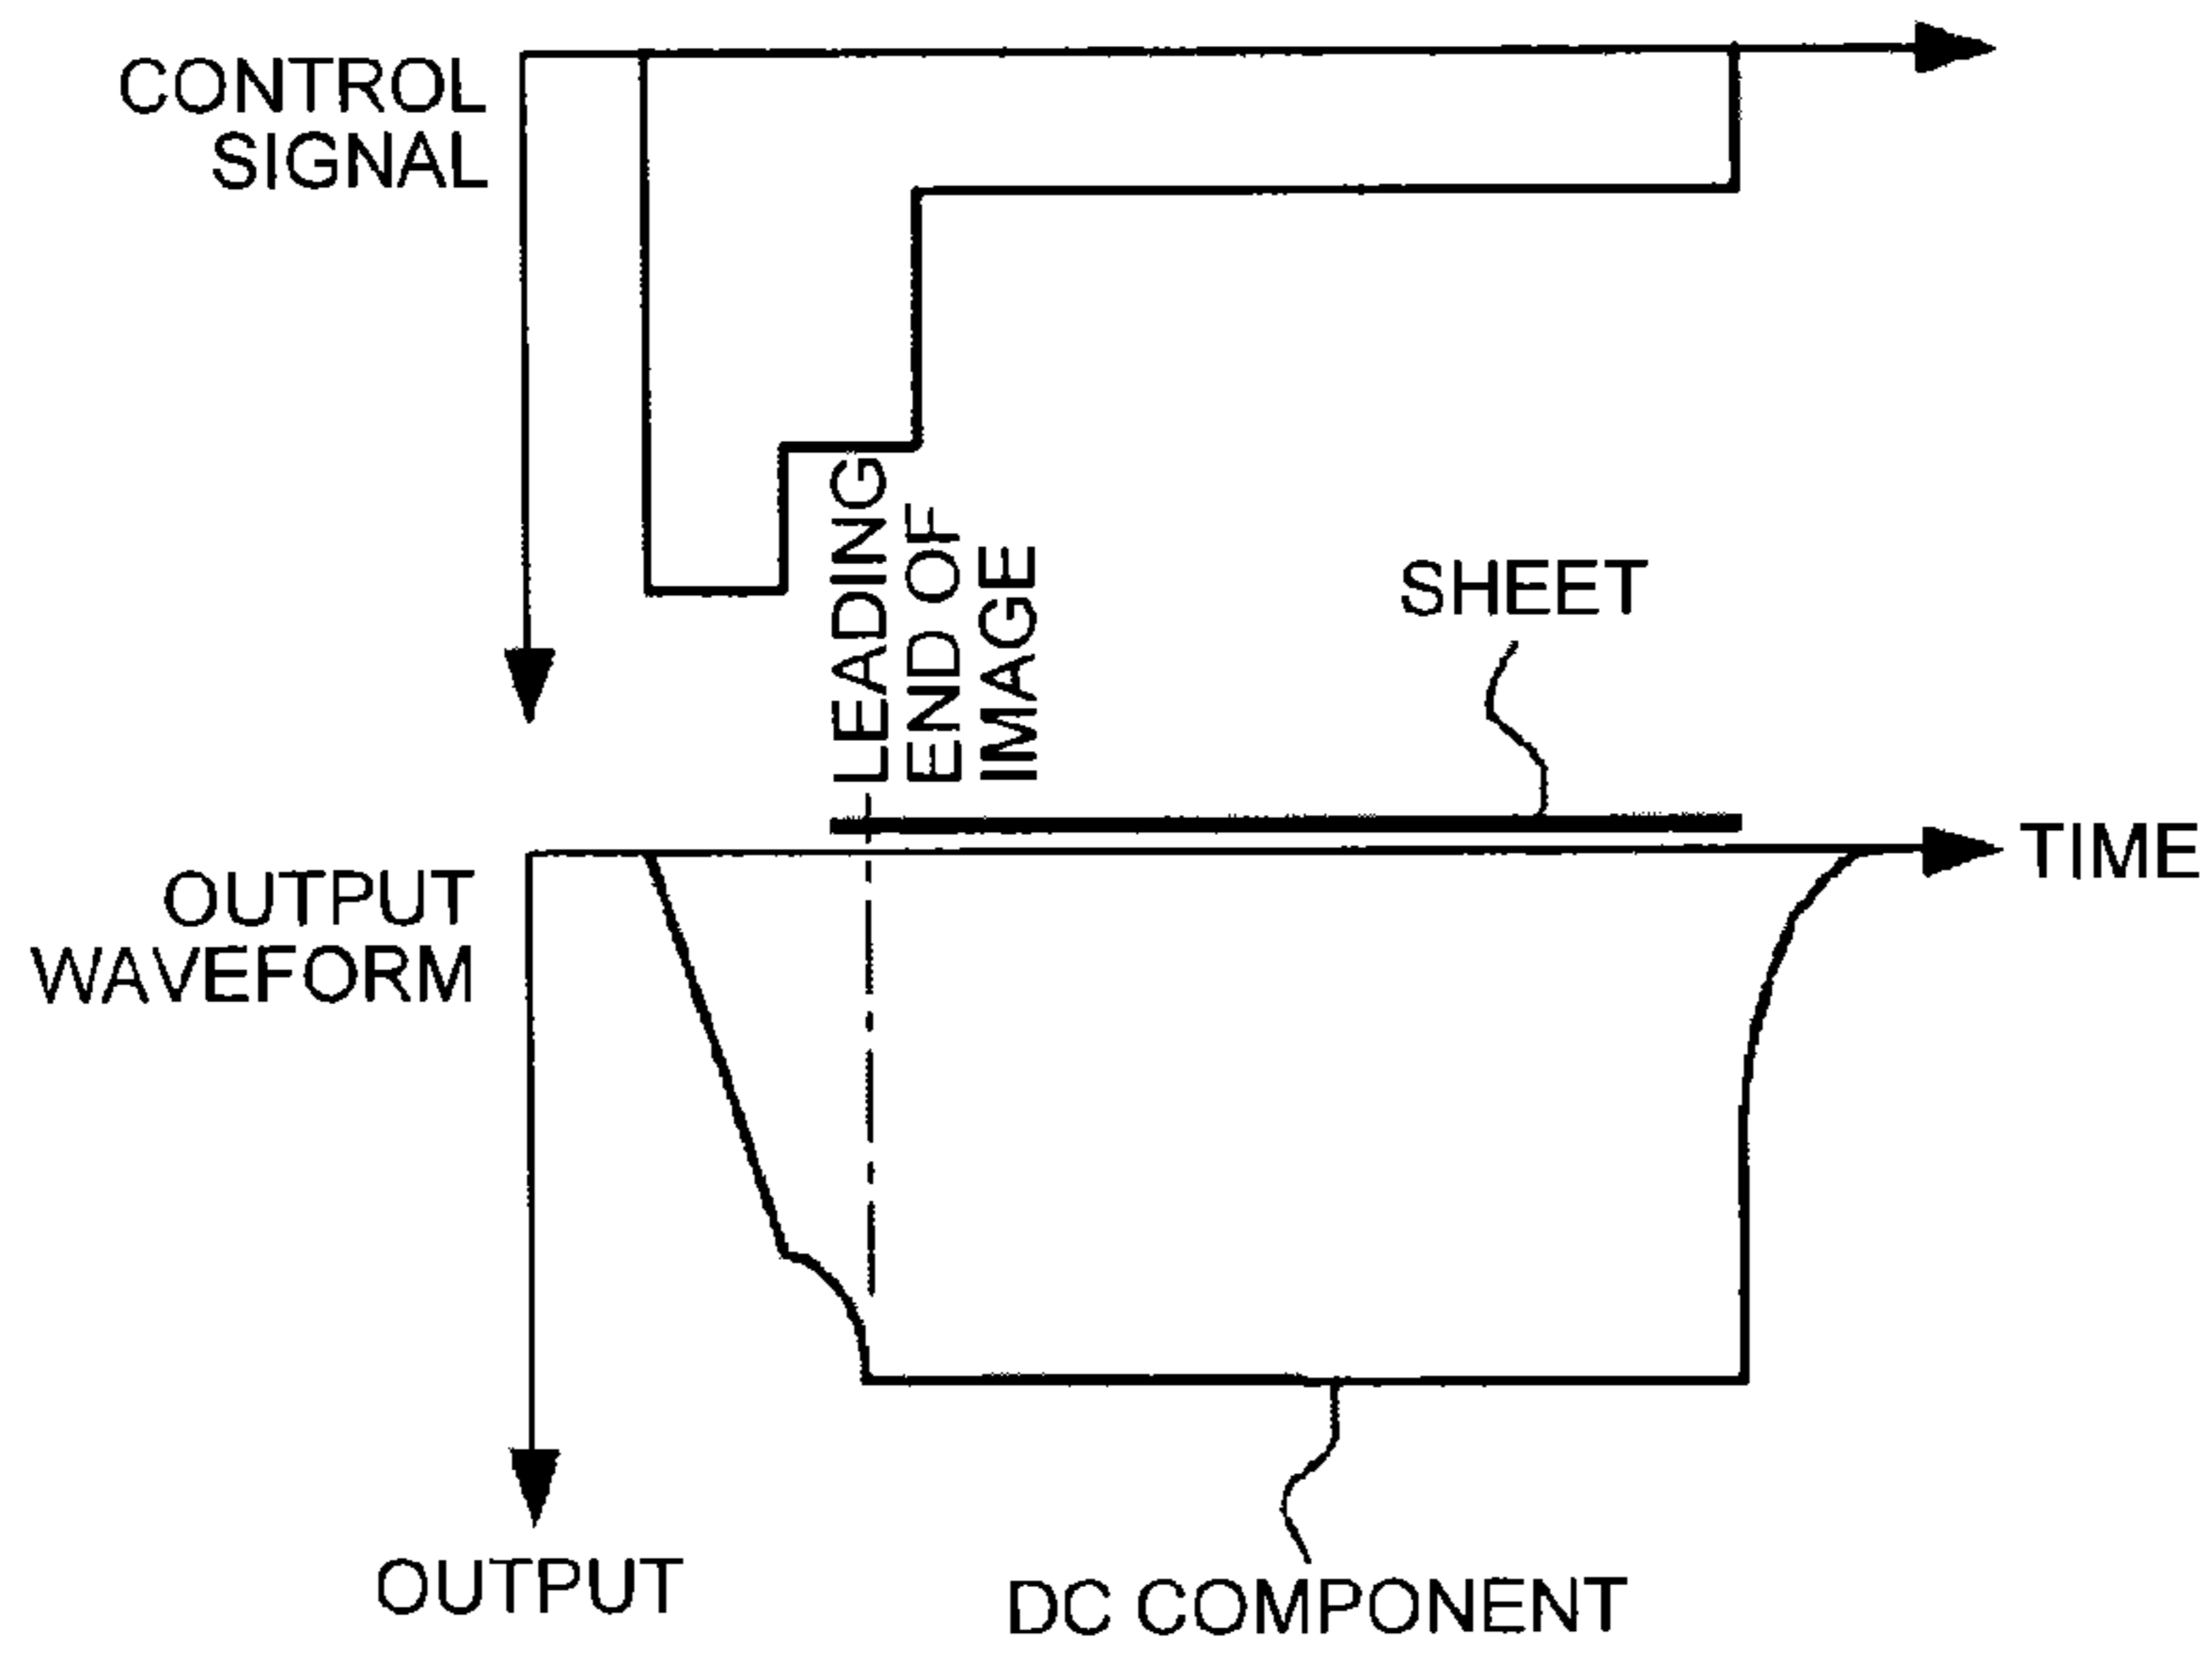 CONTROL
SIGNAL
LEADING
END OF
IMAGE
SHEET
TIME
OUTPUT
WAVEFORM
OUTPUT
DC COMPONENT